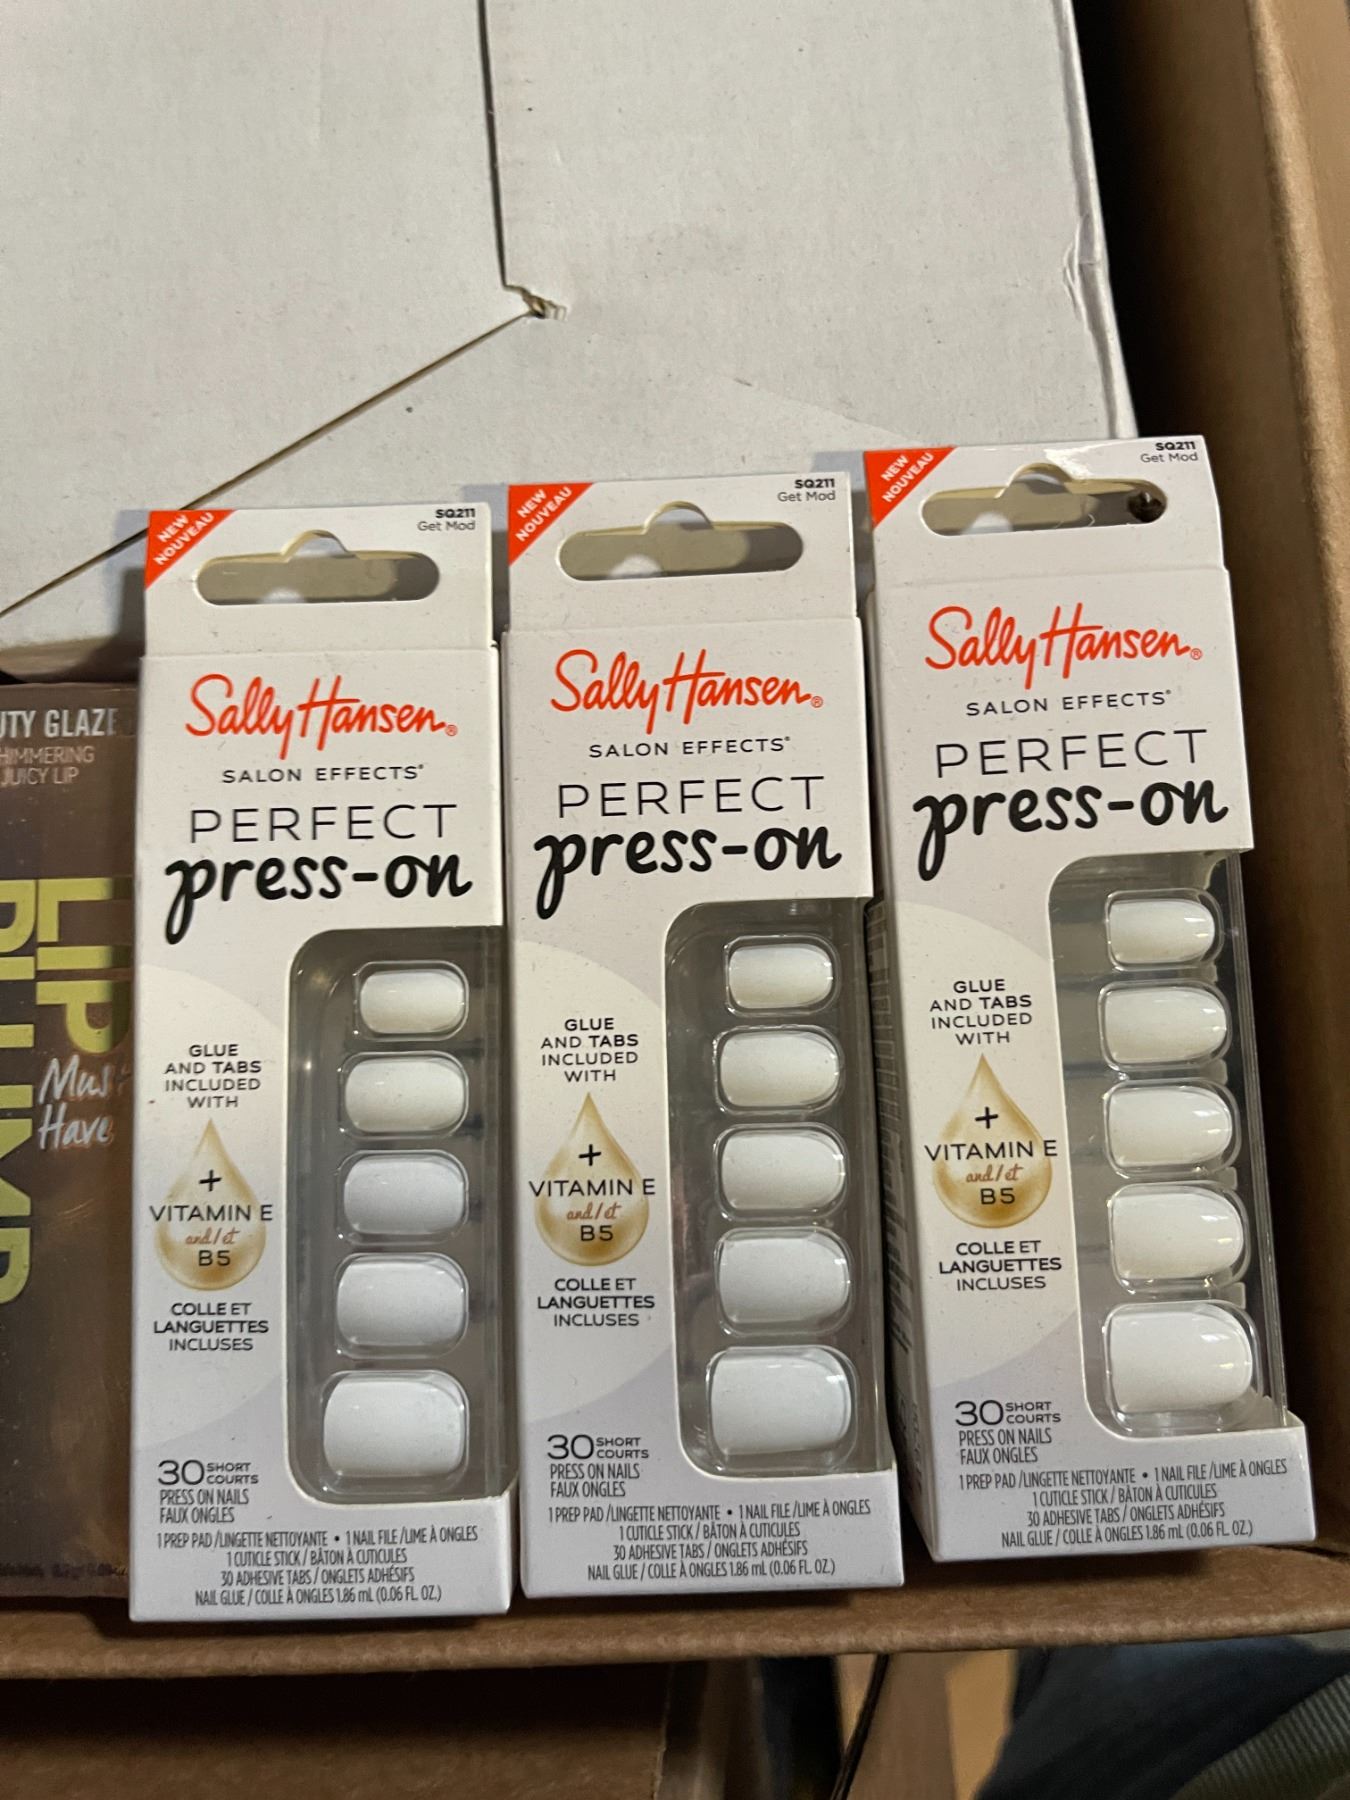 UTY GLAZE
HIMMERING
JUICY LIP
LIP
Must
Have
NEW
NOUVEAU
SQ211
Get Mod
Sally Hansen®
SALON EFFECTS®
PERFECT
press-on
GLUE
AND TABS
INCLUDED
WITH
+
VITAMIN E
and/et
B5
COLLE ET
LANGUETTES
INCLUSES
30 SHORT
COURTS
PRESS ON NAILS
FAUX ONGLES
1 PREP PAD /LINGETTE NETTOYANTE • 1 NAIL FILE /LIME À ONGLES
1 CUTICLE STICK / BÂTON À CUTICULES
30 ADHESIVE TABS / ONGLETS ADHÉSIFS
NAIL GLUE / COLLE À ONGLES 1.86 mL (0.06 FL. OZ.)
NEW
NOUVEAU
SQ211
Get Mod
Sally Hansen®
SALON EFFECTS®
PERFECT
press-on
GLUE
AND TABS
INCLUDED
WITH
+
VITAMIN E
and/et
B5
COLLE ET
LANGUETTES
INCLUSES
30 SHORT
COURTS
PRESS ON NAILS
FAUX ONGLES
1 PREP PAD /LINGETTE NETTOYANTE • 1 NAIL FILE /LIME À ONGLES
1 CUTICLE STICK / BÂTON À CUTICULES
30 ADHESIVE TABS / ONGLETS ADHÉSIFS
NAIL GLUE / COLLE À ONGLES 1.86 mL (0.06 FL. OZ.)
NEW
NOUVEAU
SQ211
Get Mod
Sally Hansen®
SALON EFFECTS®
PERFECT
press-on
GLUE
AND TABS
INCLUDED
WITH
+
VITAMIN E
and/et
B5
COLLE ET
LANGUETTES
INCLUSES
30 SHORT
COURTS
PRESS ON NAILS
FAUX ONGLES
1 PREP PAD /LINGETTE NETTOYANTE • 1 NAIL FILE /LIME À ONGLES
1 CUTICLE STICK / BÂTON À CUTICULES
30 ADHESIVE TABS / ONGLETS ADHÉSIFS
NAIL GLUE / COLLE À ONGLES 1.86 mL (0.06 FL. OZ.)